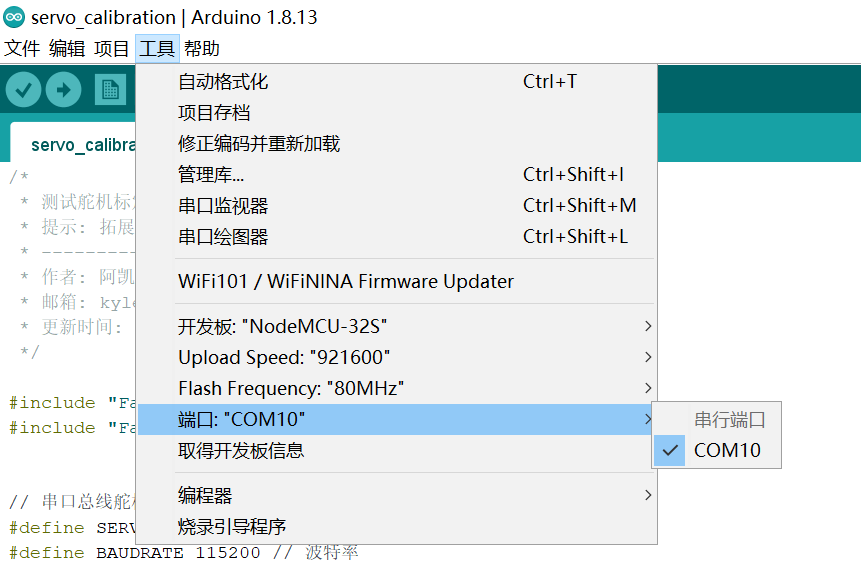 servo_calibration | Arduino 1.8.13
文件 编辑 项目 工具 帮助
自动格式化 Ctrl+T
项目存档
修正编码并重新加载
管理库... Ctrl+Shift+I
串口监视器 Ctrl+Shift+M
串口绘图器 Ctrl+Shift+L
WiFi101 / WiFiNINA Firmware Updater
开发板: "NodeMCU-32S"
Upload Speed: "921600"
Flash Frequency: "80MHz"
端口: "COM10"
取得开发板信息
编程器
烧录引导程序
串行端口
COM10
servo_calibra
/*
* 测试舵机标
* 提示: 拓展
* ---------
* 作者: 阿凯
* 邮箱: kyle
* 更新时间:
*/
#include "Fa
#include "Fa
// 串口总线舵
#define SERV
#define BAUDRATE 115200 // 波特率